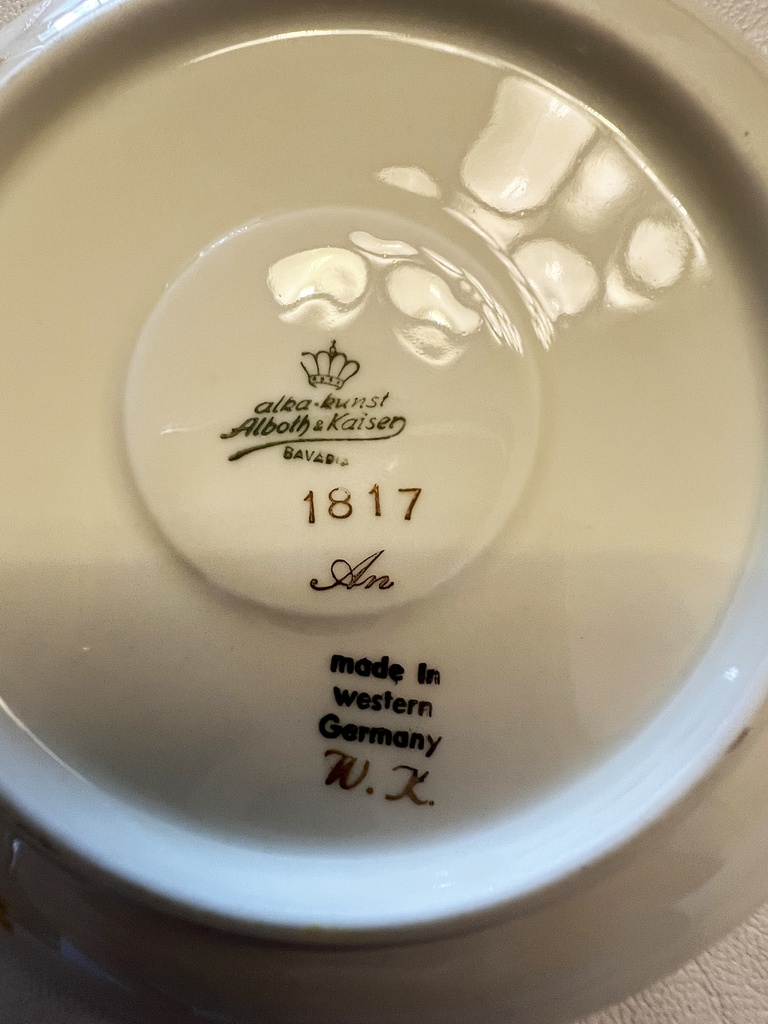 alka-kunst
Alboth & Kaiser
BAVARIA
1817
An
made in
western
Germany
W. K.